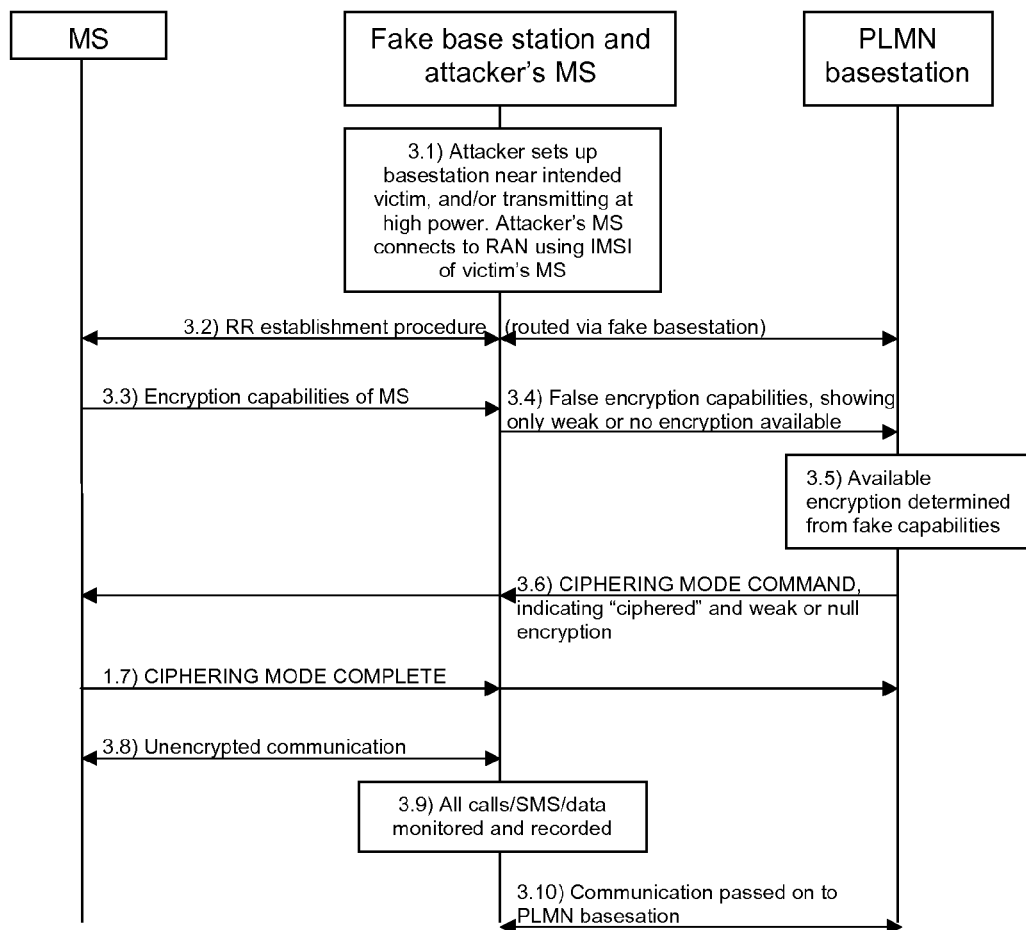 MS
Fake base station and
attacker's MS
PLMN
basestation
3.1) Attacker sets up
basestation near intended
victim, and/or transmitting at
high power. Attacker's MS
connects to RAN using IMSI
of victim's MS
3.2) RR establishment procedure (routed via fake basestation)
3.3) Encryption capabilities of MS
3.4) False encryption capabilities, showing
only weak or no encryption available
3.5) Available
encryption determined
from fake capabilities
3.6) CIPHERING MODE COMMAND,
indicating “ciphered” and weak or null
encryption
1.7) CIPHERING MODE COMPLETE
3.8) Unencrypted communication
3.9) All calls/SMS/data
monitored and recorded
3.10) Communication passed on to
PLMN basesation